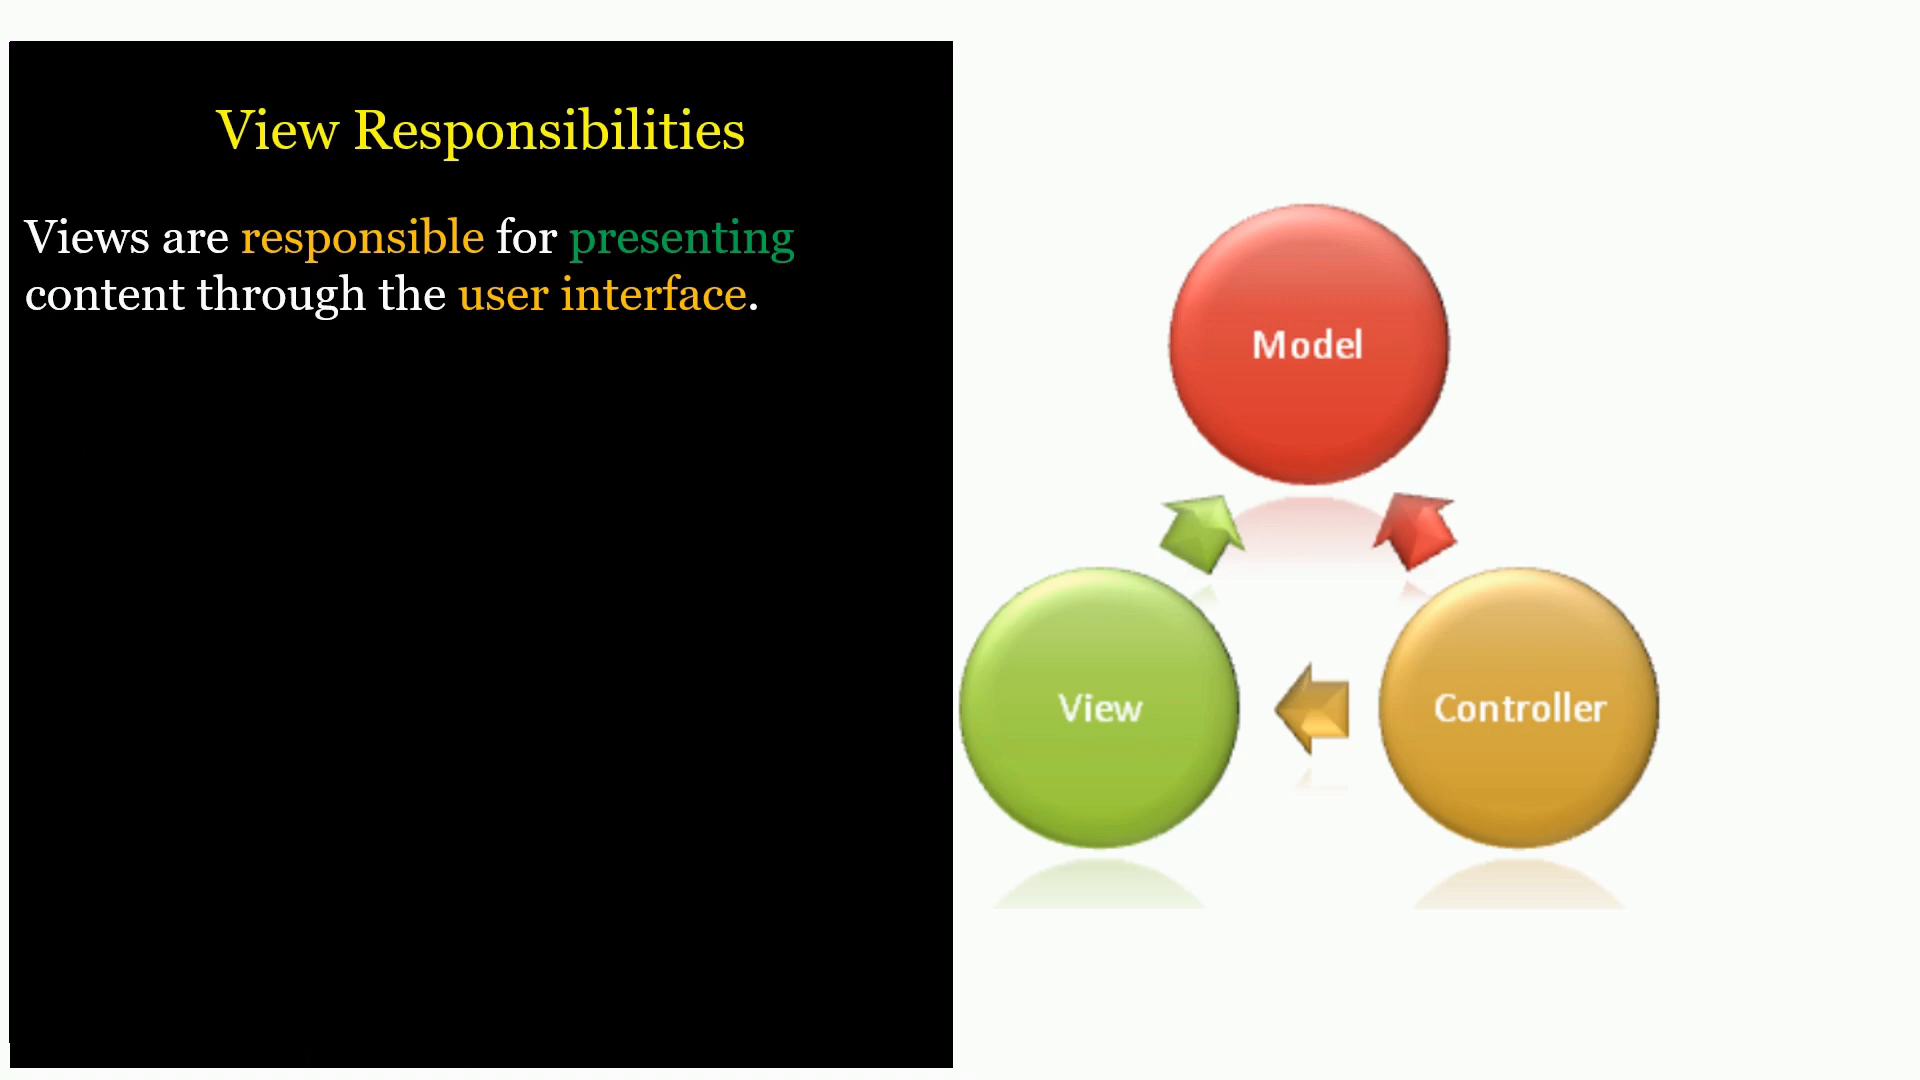 View Responsibilities
Views are responsible for presenting
content through the user interface.
Model
View
Controller